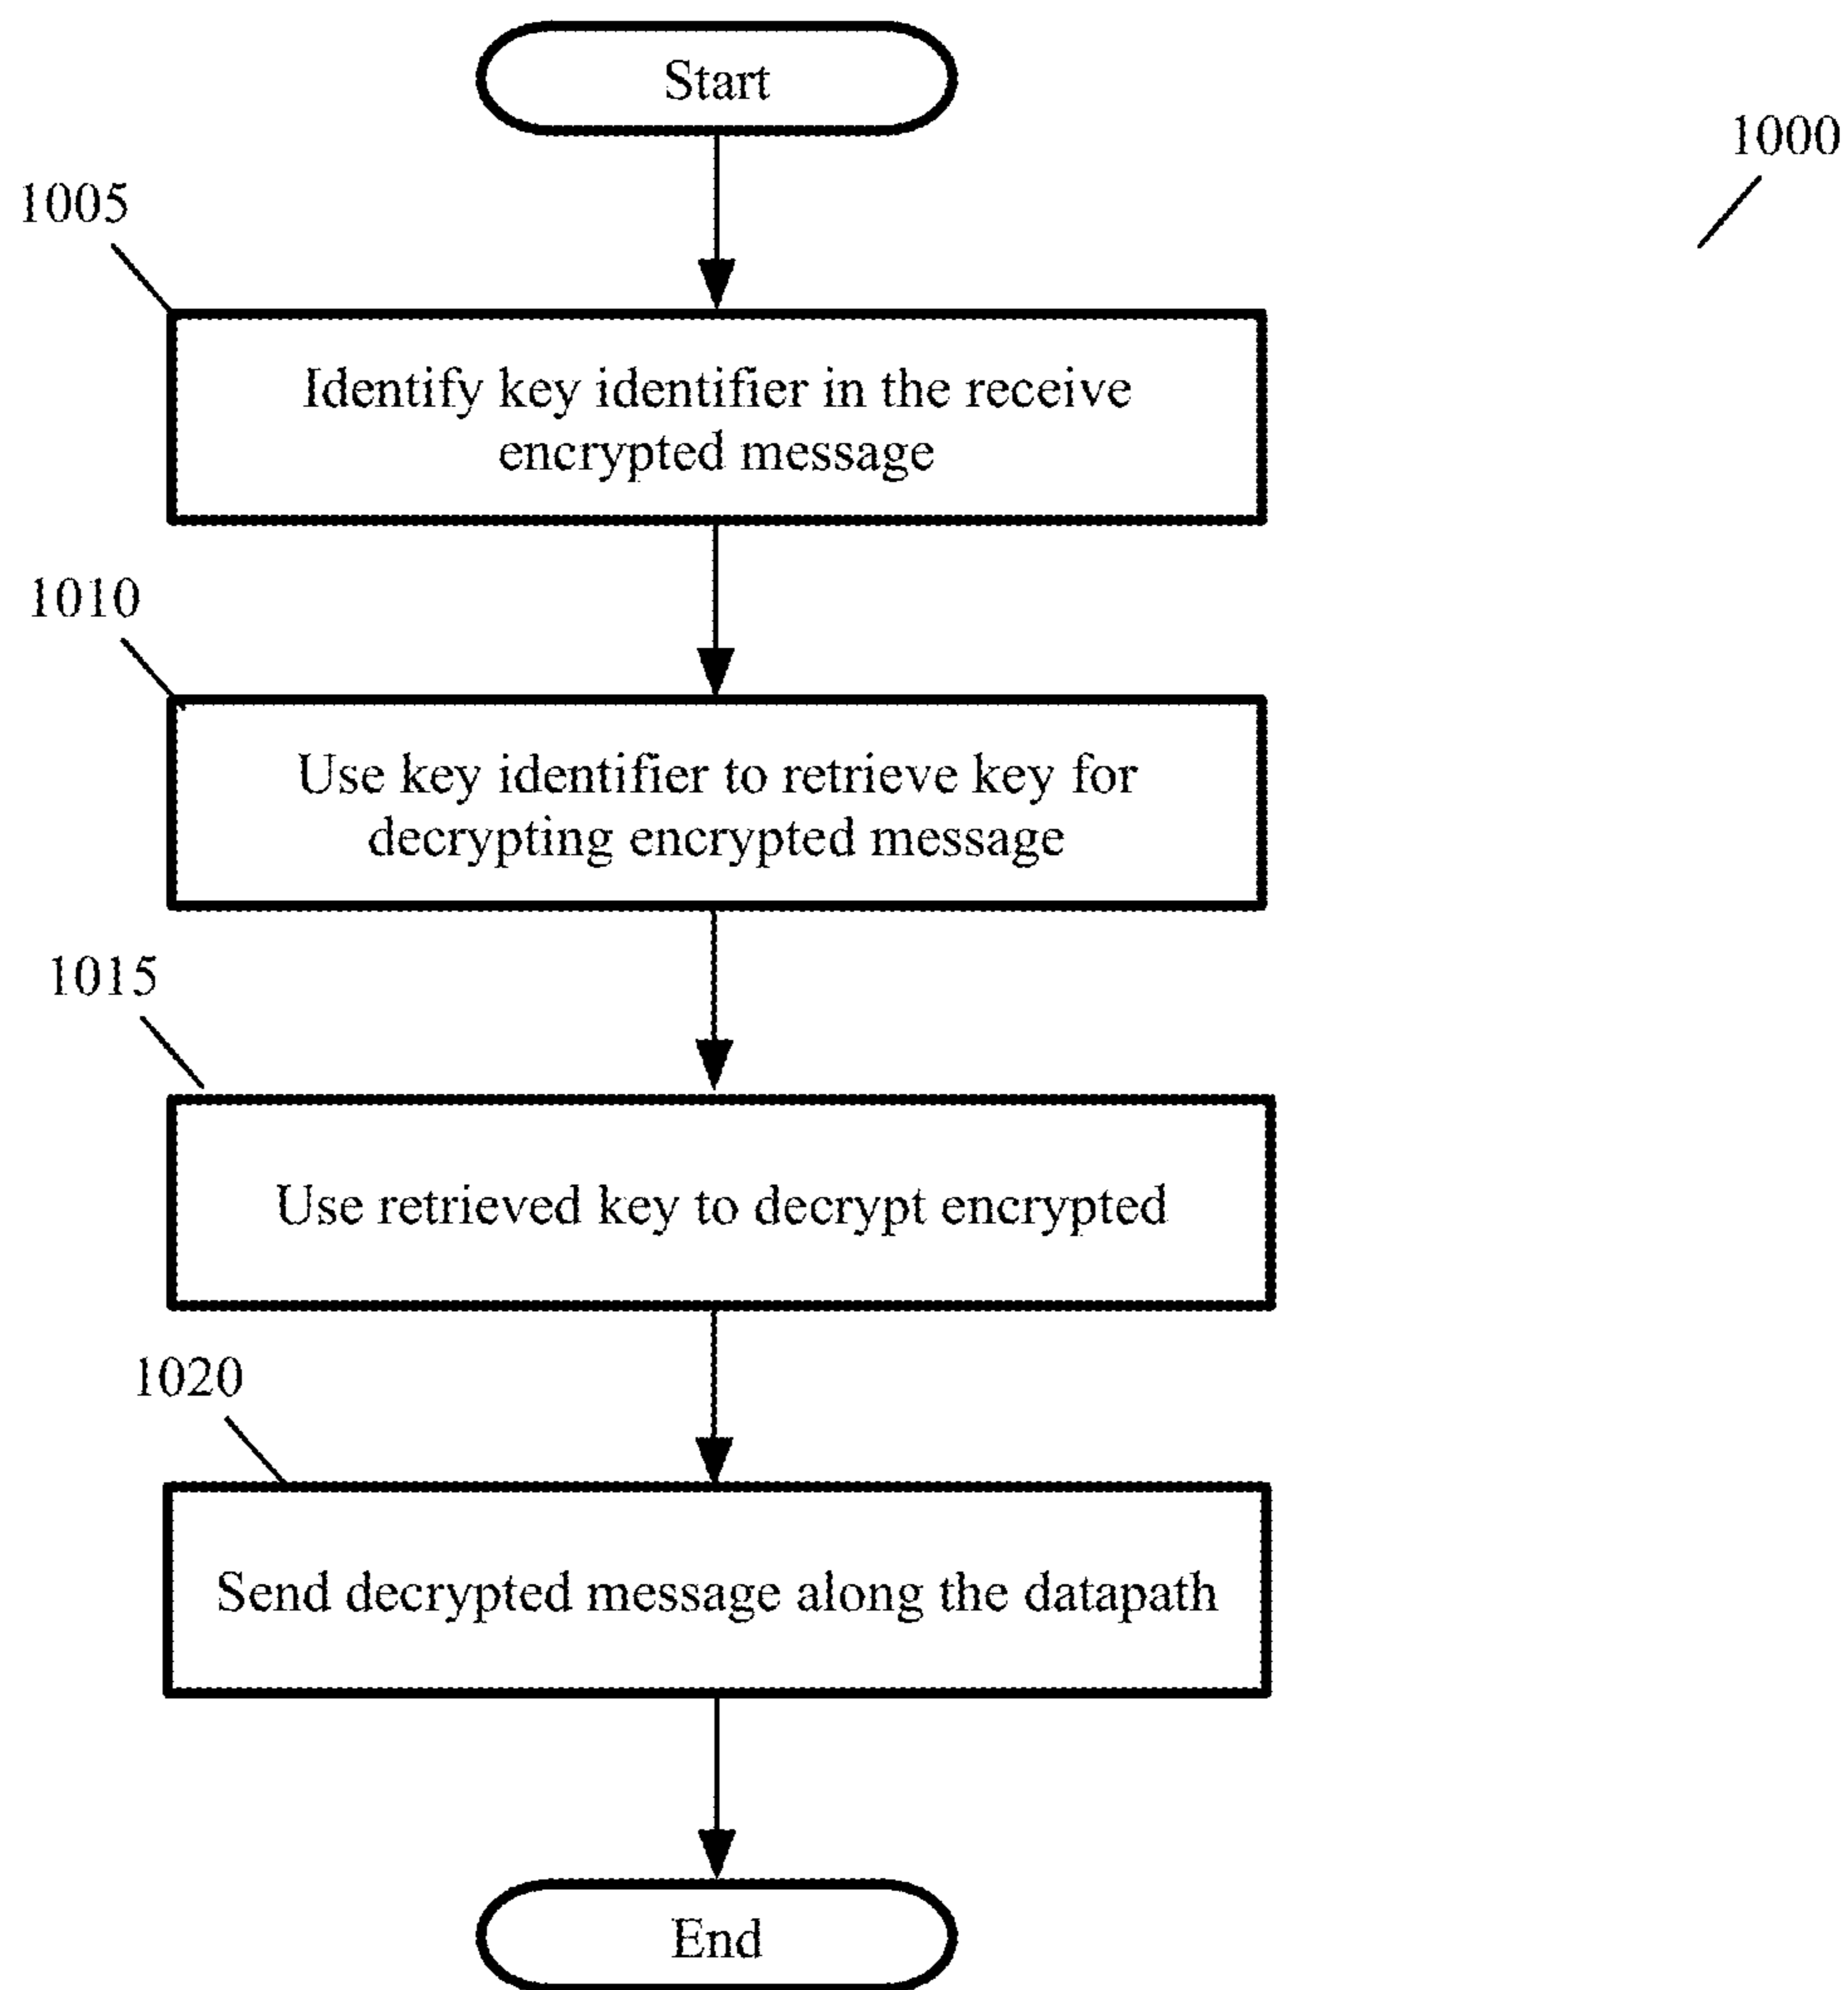 Start
1000
1005
Identify key identifier in the receive
encrypted message
1010
Use key identifier to retrieve key for
decrypting encrypted message
1015
Use retrieved key to decrypt encrypted
1020
Send decrypted message along the datapath
End